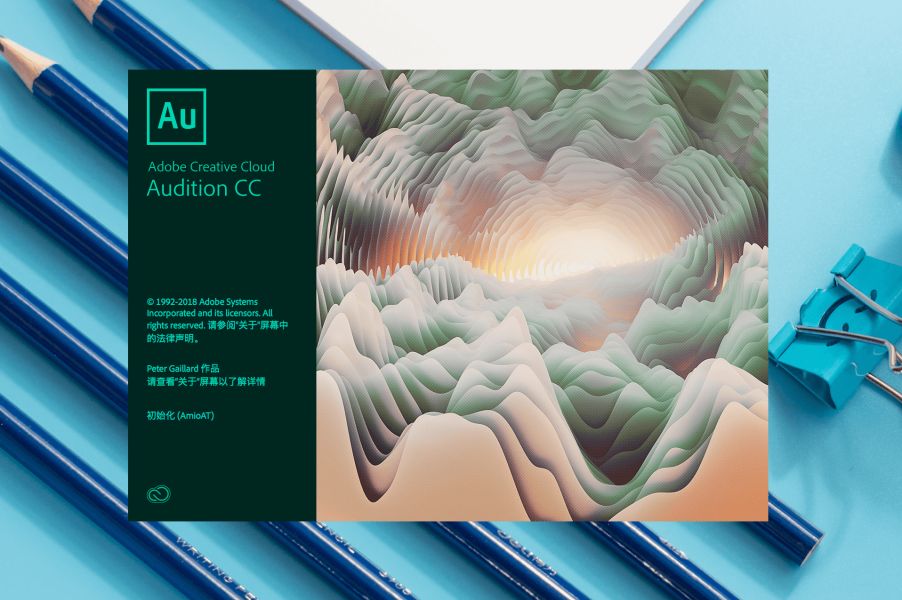 Au
Adobe Creative Cloud
Audition CC
© 1992-2018 Adobe Systems
Incorporated and its licensors. All
rights reserved. 请参阅"关于"屏幕中
的法律声明。
Peter Gaillard 作品
请查看"关于"屏幕以了解详情
初始化 (AmioAT)
WRITING